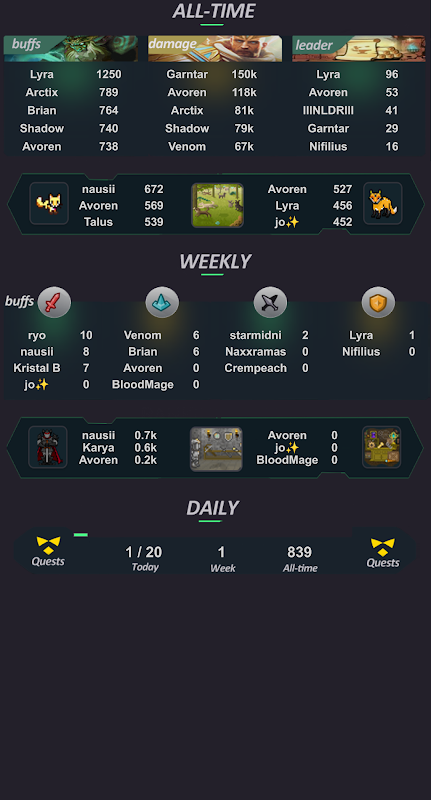 ALL-TIME
buffs damage leader
Lyra 1250 Garntar 150k Lyra 96
Arctix 789 Avoren 118k Avoren 53
Brian 764 Arctix 81k IIINLDRIII 41
Shadow 740 Shadow 79k Garntar 29
Avoren 738 Venom 67k Nifilius 16
nausii 672 Avoren 527
Avoren 569 Lyra 456
Talus 539 jo✨ 452
WEEKLY
buffs
ryo 10 Venom 6 starmidni 2 Lyra 1
nausii 8 Brian 6 Naxxramas 0 Nifilius 0
Kristal B 7 Avoren 0 Crempeach 0
jo✨ 0 BloodMage 0
nausii 0.7k Avoren 0
Karya 0.6k jo✨ 0
Avoren 0.2k BloodMage 0
DAILY
Quests 1 / 20 1 839 Quests
Today Week All-time